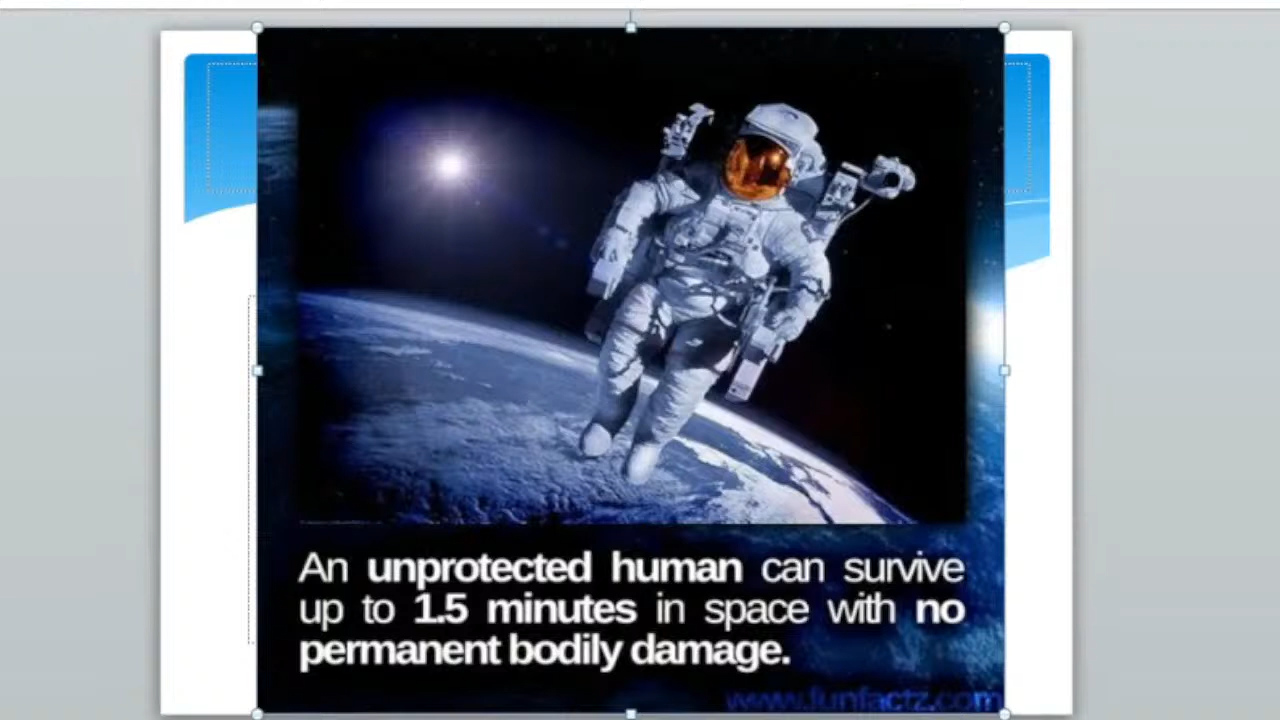 An unprotected human can survive
up to 1.5 minutes in space with no
permanent bodily damage.
www.funfactz.com